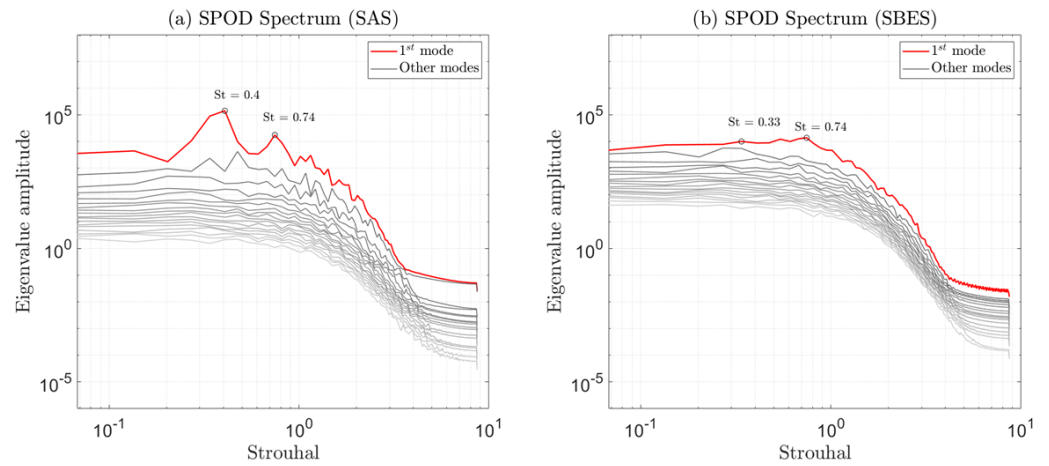 (a) SPOD Spectrum (SAS)
1st mode
Other modes
St = 0.4
St = 0.74
10^5
10^0
10^-5
Eigenvalue amplitude
10^-1
10^0
10^1
Strouhal
(b) SPOD Spectrum (SBES)
1st mode
Other modes
St = 0.33
St = 0.74
10^5
10^0
10^-5
Eigenvalue amplitude
10^-1
10^0
10^1
Strouhal